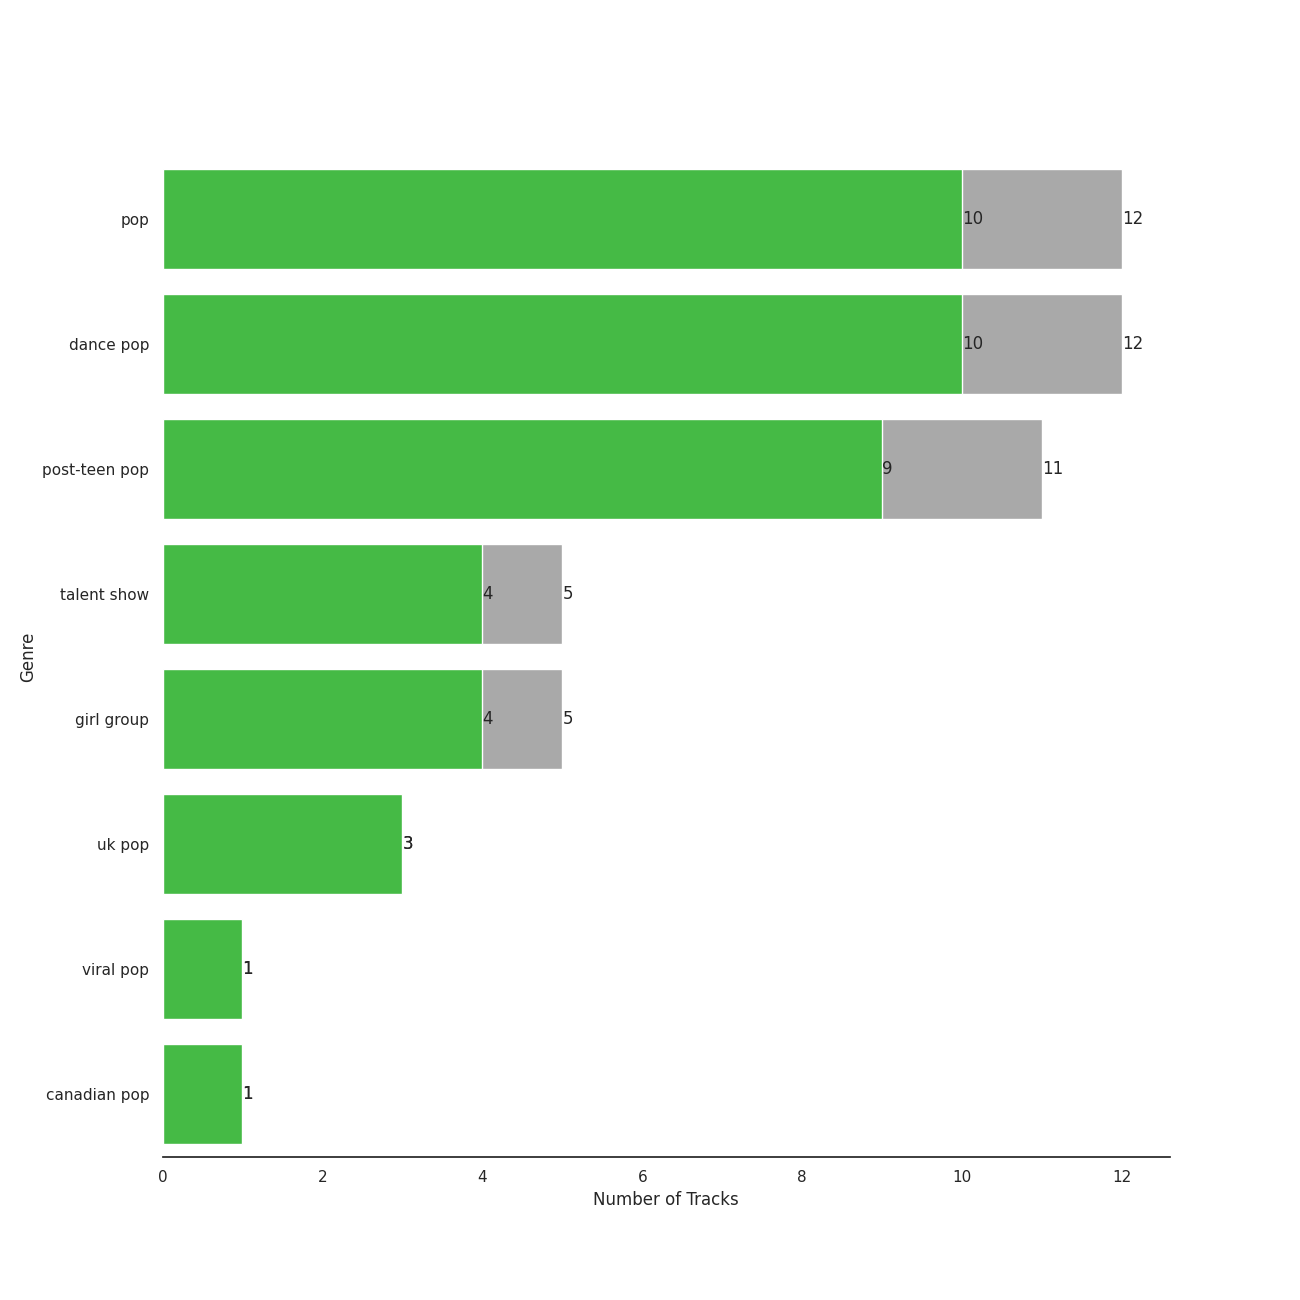 pop 10 12
dance pop 10 12
post-teen pop 9 11
talent show 4 5
girl group 4 5
uk pop 3
viral pop 1
canadian pop 1
Genre
0 2 4 6 8 10 12
Number of Tracks